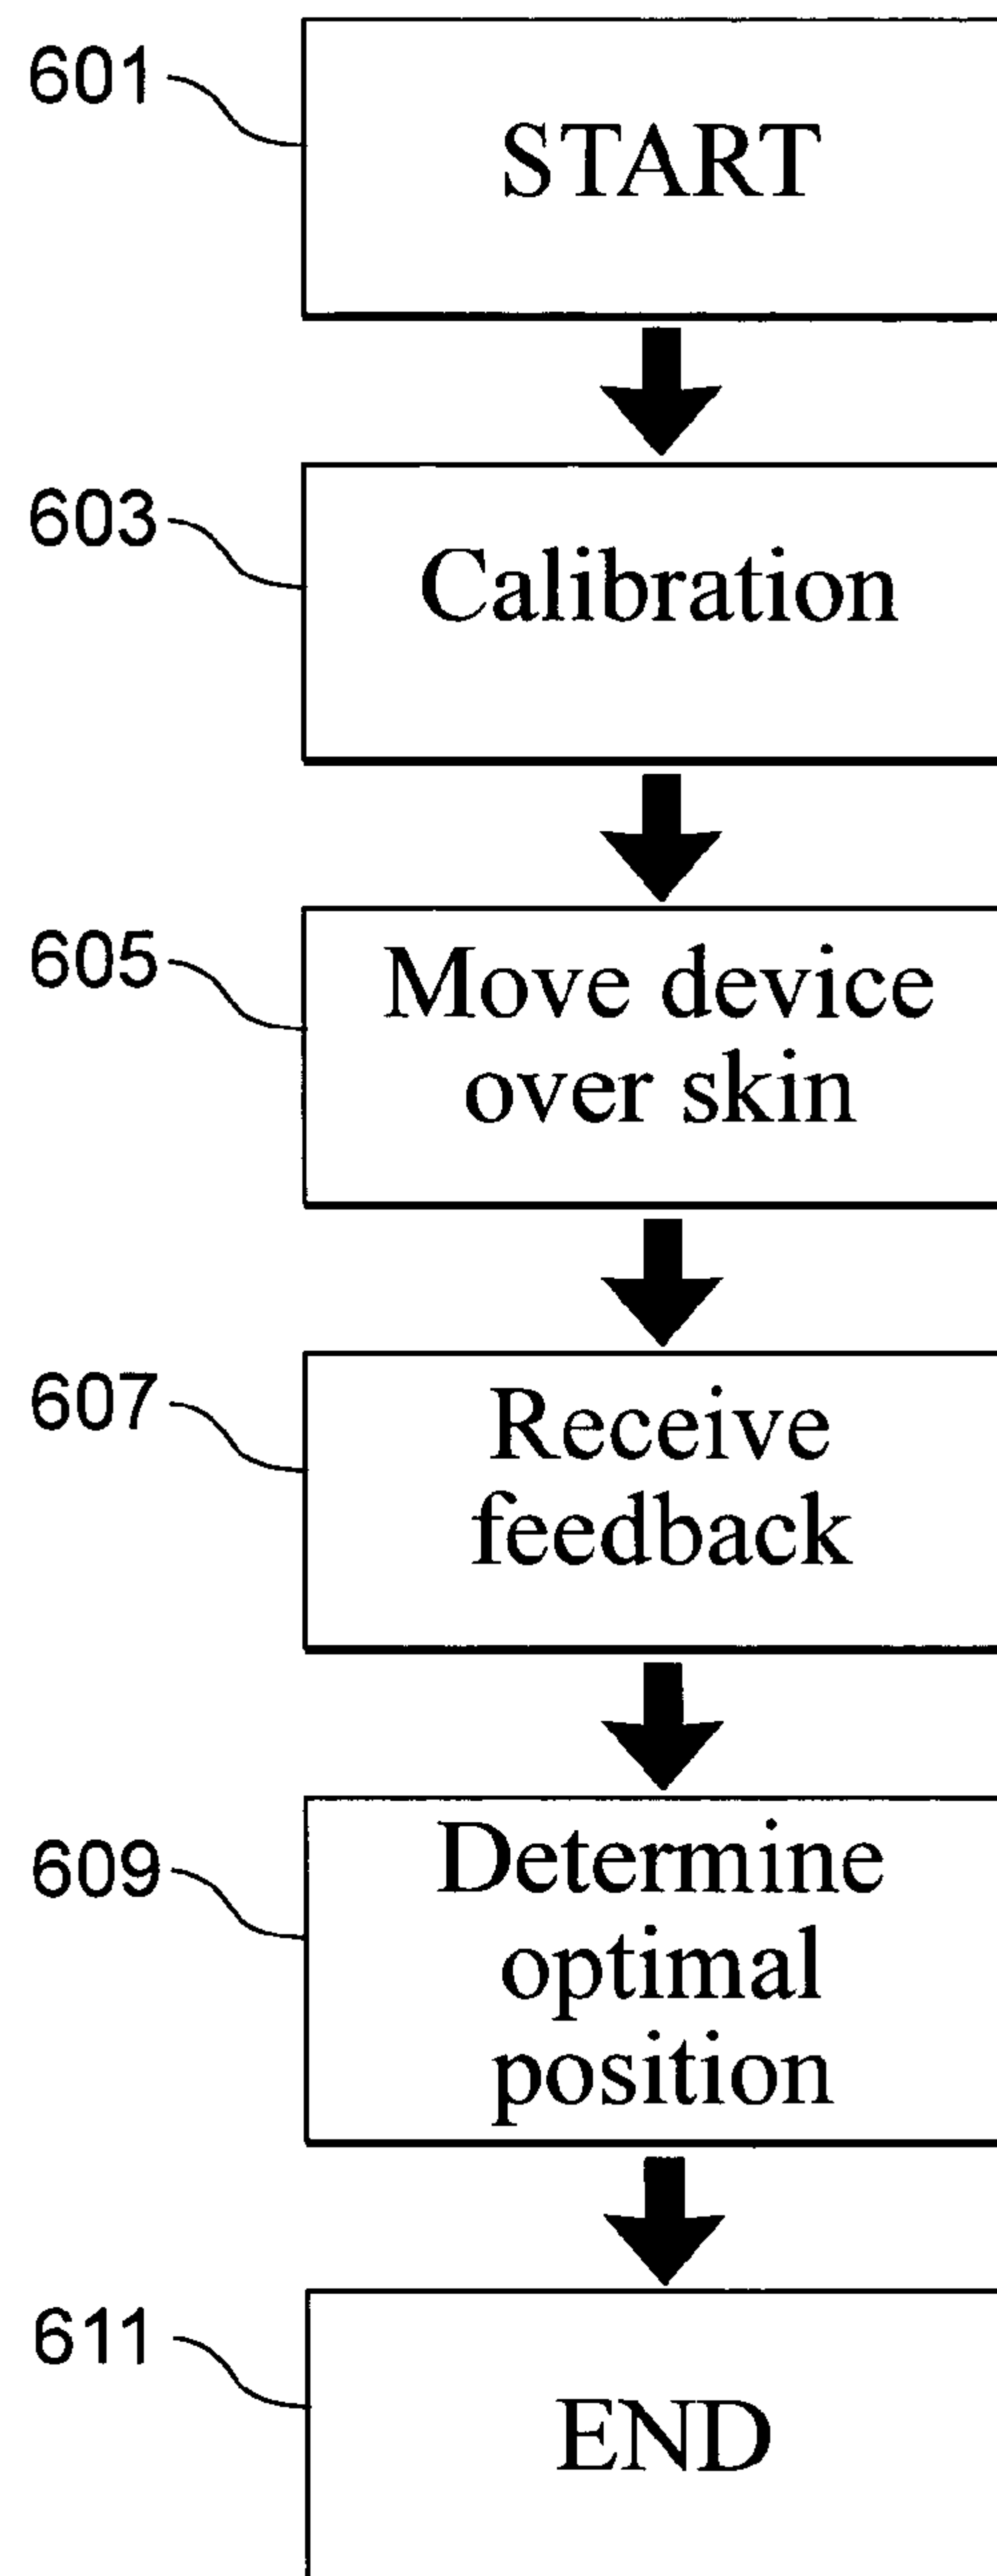 601
START
603
Calibration
605
Move device
over skin
607
Receive
feedback
609
Determine
optimal
position
611
END